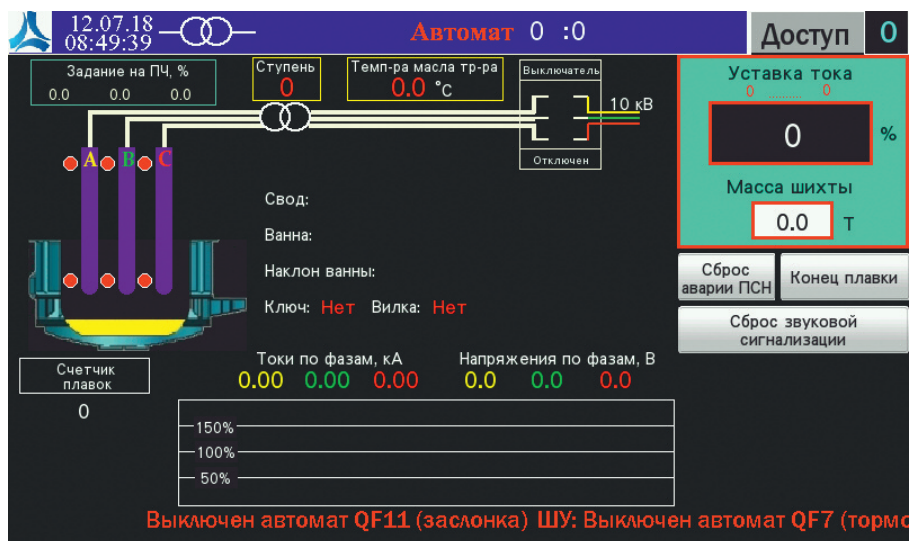 12.07.18
08:49:39
Автомат 0 :0
Доступ 0
Задание на ПЧ, %
0.0 0.0 0.0
Ступень
0
Темп-ра масла тр-ра
0.0 °C
Выключатель
10 кВ
Отключен
Уставка тока
0 .......... 0
0 %
Масса шихты
0.0 Т
A B C
Свод:
Ванна:
Наклон ванны:
Ключ: Нет Вилка: Нет
Сброс
аварии ПСН
Конец плавки
Сброс звуковой
сигнализации
Счетчик
плавок
0
Токи по фазам, кА
0.00 0.00 0.00
Напряжения по фазам, В
0.0 0.0 0.0
150%
100%
50%
Выключен автомат QF11 (заслонка) ШУ: Выключен автомат QF7 (тормо